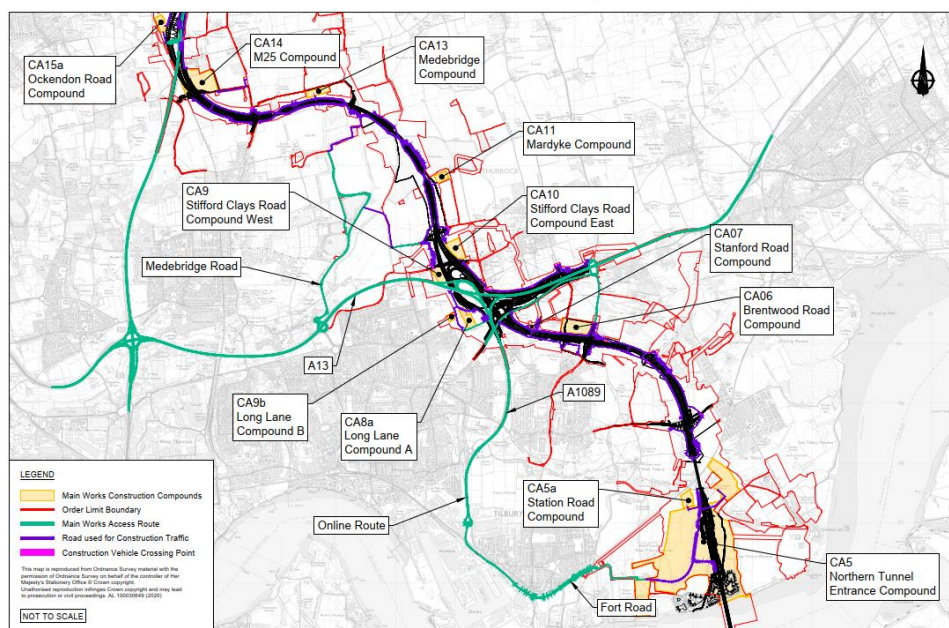 CA15a
Ockendon Road
Compound
CA14
M25 Compound
CA13
Medebridge
Compound
CA11
Mardyke Compound
THURROCK
CA9
Stifford Clays Road
Compound West
CA10
Stifford Clays Road
Compound East
CA07
Stanford Road
Compound
Medebridge Road
CA06
Brentwood Road
Compound
A13
A1089
CA9b
Long Lane
Compound B
CA8a
Long Lane
Compound A
CA5a
Station Road
Compound
Online Route
TILBURY
CA5
Northern Tunnel
Entrance Compound
Fort Road
LEGEND
Main Works Construction Compounds
Order Limit Boundary
Main Works Access Route
Road used for Construction Traffic
Construction Vehicle Crossing Point
This map is reproduced from Ordnance Survey material with the
permission of Ordnance Survey on behalf of the controller of Her
Majesty's Stationery Office © Crown copyright.
Unauthorised reproduction infringes Crown copyright and may lead
to prosecution or civil proceedings. AL 100030649 (2020)
NOT TO SCALE